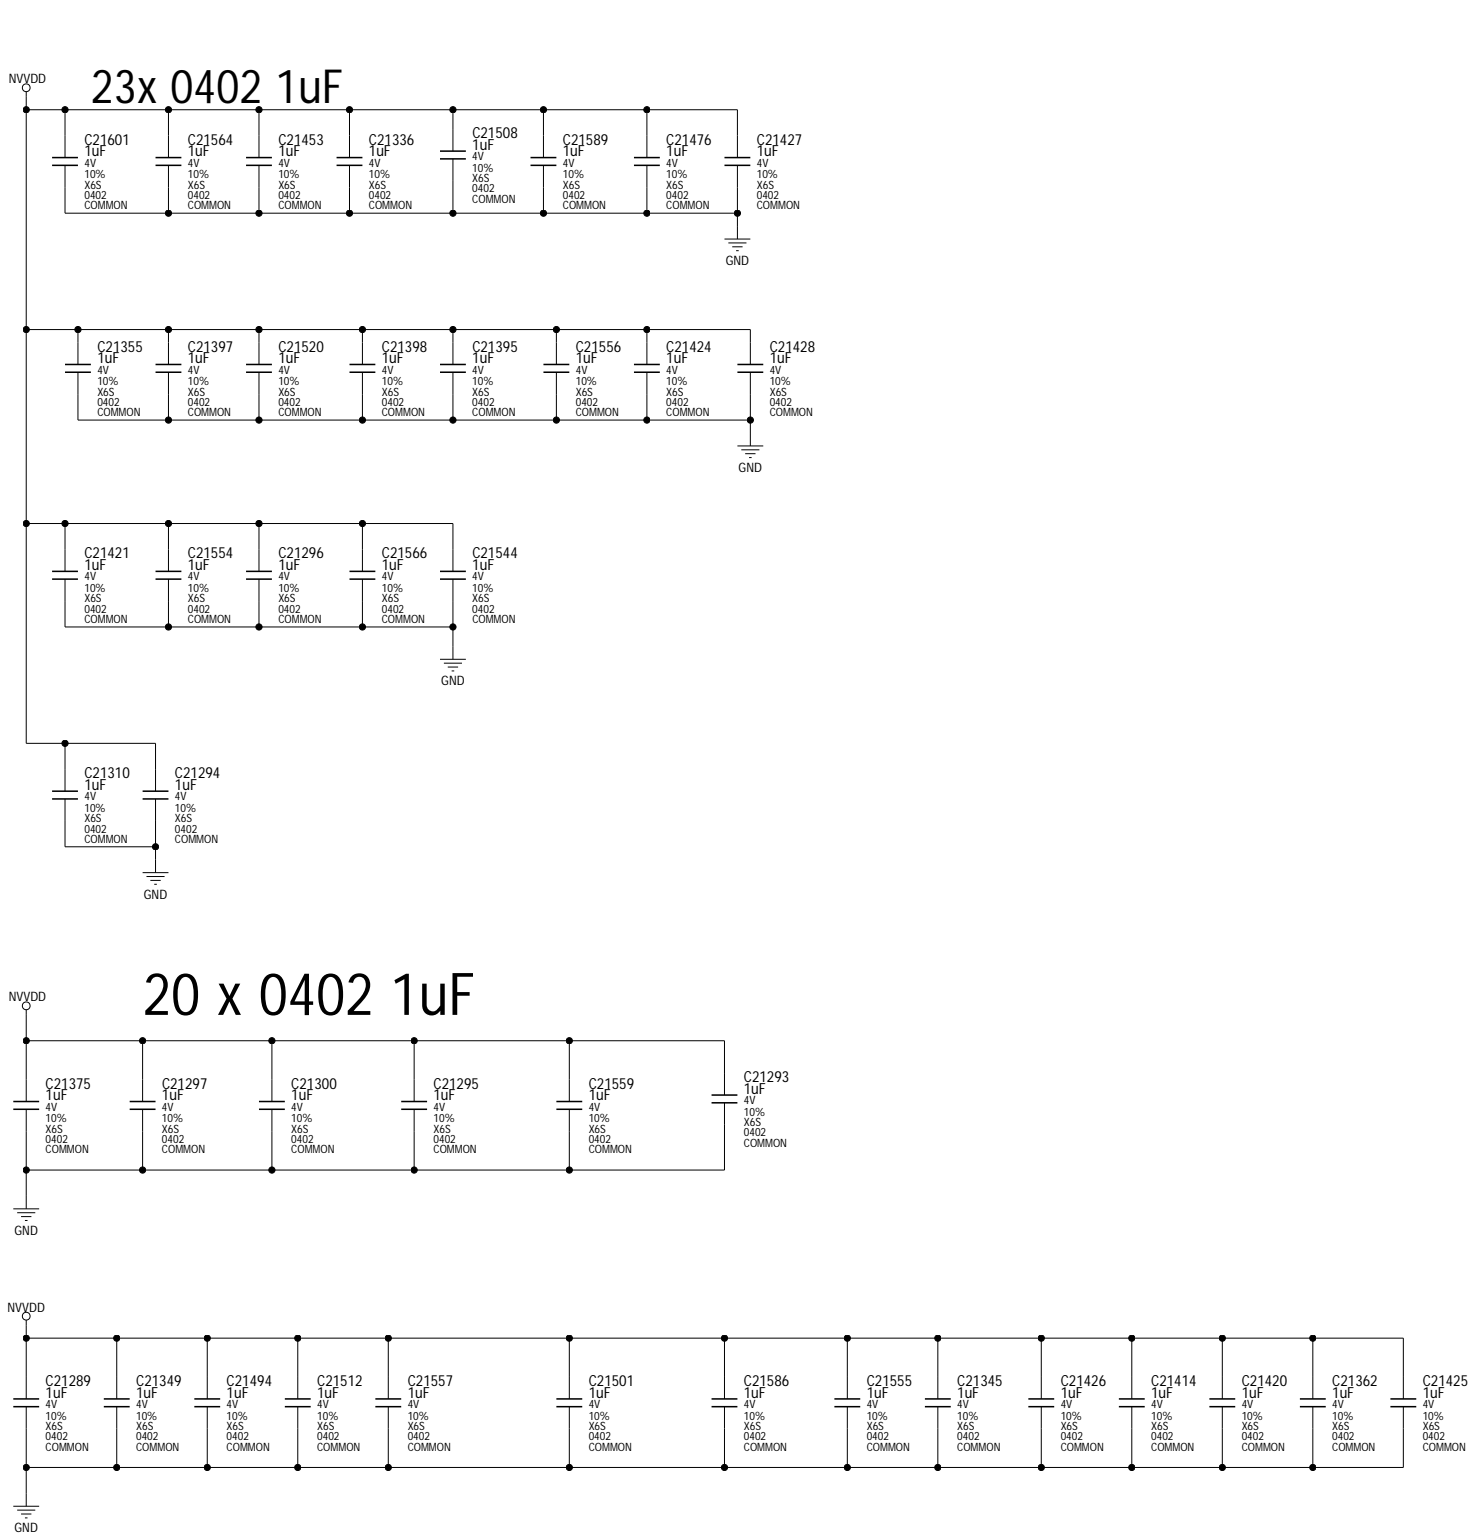 NVVDD
23x 0402 1uF
C21601 C21564 C21453 C21336 C21508 C21589 C21476 C21427
1uF 1uF 1uF 1uF 1uF 1uF 1uF 1uF
4V 4V 4V 4V 4V 4V 4V 4V
10% 10% 10% 10% 10% 10% 10% 10%
X6S X6S X6S X6S X6S X6S X6S X6S
0402 0402 0402 0402 0402 0402 0402 0402
COMMON COMMON COMMON COMMON COMMON COMMON COMMON COMMON
GND
C21355 C21397 C21520 C21398 C21395 C21556 C21424 C21428
1uF 1uF 1uF 1uF 1uF 1uF 1uF 1uF
4V 4V 4V 4V 4V 4V 4V 4V
10% 10% 10% 10% 10% 10% 10% 10%
X6S X6S X6S X6S X6S X6S X6S X6S
0402 0402 0402 0402 0402 0402 0402 0402
COMMON COMMON COMMON COMMON COMMON COMMON COMMON COMMON
GND
C21421 C21554 C21296 C21566 C21544
1uF 1uF 1uF 1uF 1uF
4V 4V 4V 4V 4V
10% 10% 10% 10% 10%
X6S X6S X6S X6S X6S
0402 0402 0402 0402 0402
COMMON COMMON COMMON COMMON COMMON
GND
C21310 C21294
1uF 1uF
4V 4V
10% 10%
X6S X6S
0402 0402
COMMON COMMON
GND
20 x 0402 1uF
NVVDD
C21375 C21297 C21300 C21295 C21559 C21293
1uF 1uF 1uF 1uF 1uF 1uF
4V 4V 4V 4V 4V 4V
10% 10% 10% 10% 10% 10%
X6S X6S X6S X6S X6S X6S
0402 0402 0402 0402 0402 0402
COMMON COMMON COMMON COMMON COMMON COMMON
GND
NVVDD
C21289 C21349 C21494 C21512 C21557 C21501 C21586 C21555 C21345 C21426 C21414 C21420 C21362 C21425
1uF 1uF 1uF 1uF 1uF 1uF 1uF 1uF 1uF 1uF 1uF 1uF 1uF 1uF
4V 4V 4V 4V 4V 4V 4V 4V 4V 4V 4V 4V 4V 4V
10% 10% 10% 10% 10% 10% 10% 10% 10% 10% 10% 10% 10% 10%
X6S X6S X6S X6S X6S X6S X6S X6S X6S X6S X6S X6S X6S X6S
0402 0402 0402 0402 0402 0402 0402 0402 0402 0402 0402 0402 0402 0402
COMMON COMMON COMMON COMMON COMMON COMMON COMMON COMMON COMMON COMMON COMMON COMMON COMMON COMMON
GND